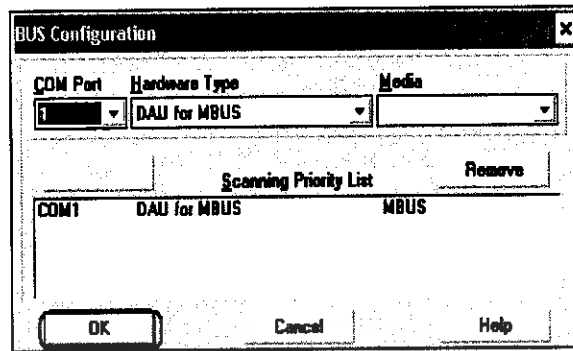 BUS Configuration x
COM Port Hardware Type Media
1 DAU for MBUS
Scanning Priority List Remove
COM1 DAU for MBUS MBUS
OK Cancel Help